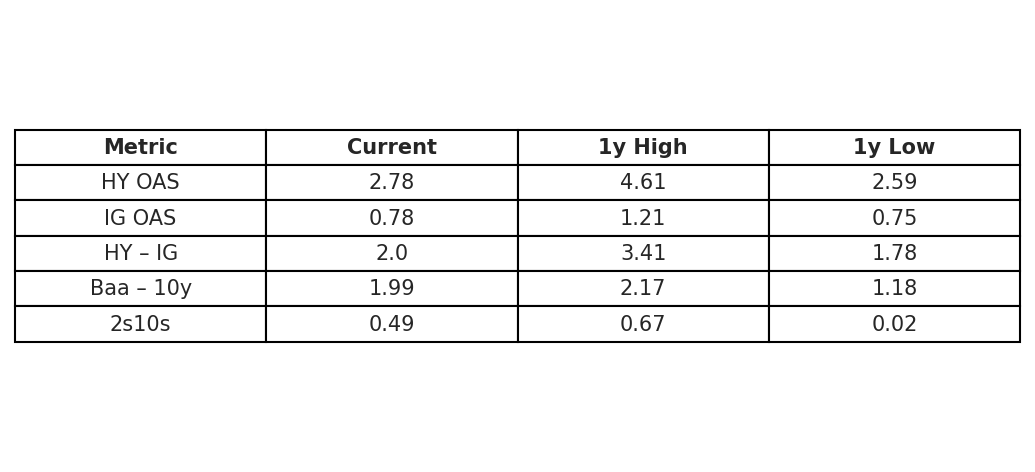 Metric Current 1y High 1y Low
HY OAS 2.78 4.61 2.59
IG OAS 0.78 1.21 0.75
HY – IG 2.0 3.41 1.78
Baa – 10y 1.99 2.17 1.18
2s10s 0.49 0.67 0.02